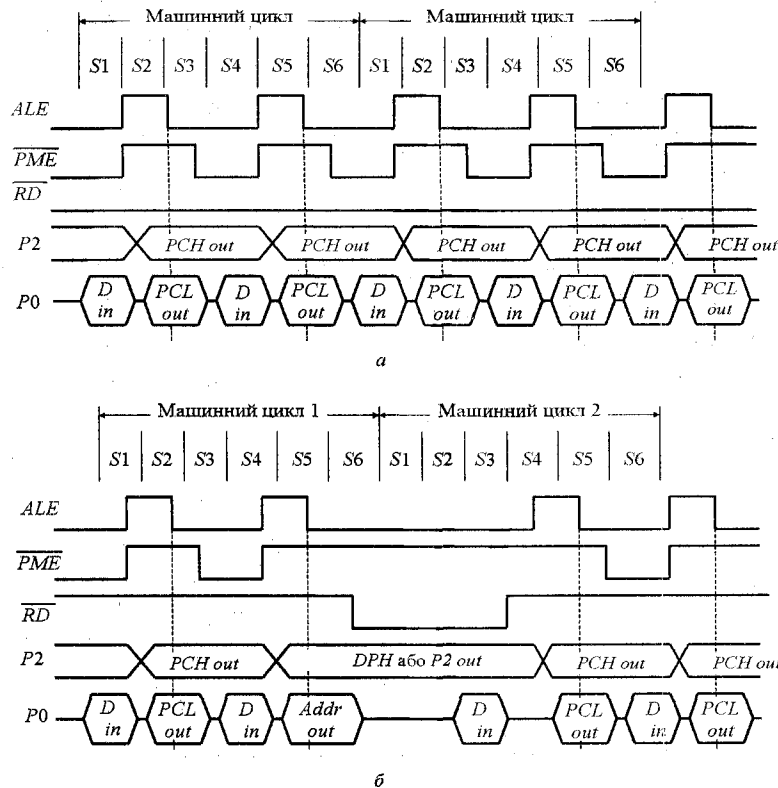 Машинний цикл Машинний цикл
S1 S2 S3 S4 S5 S6 S1 S2 S3 S4 S5 S6
ALE
PME
RD
P2 PCH out PCH out PCH out PCH out PCH out
P0 D in PCL out D in PCL out D in PCL out D in PCL out D in PCL out
а
Машинний цикл 1 Машинний цикл 2
S1 S2 S3 S4 S5 S6 S1 S2 S3 S4 S5 S6
ALE
PME
RD
P2 PCH out DPH або P2 out PCH out PCH out
P0 D in PCL out D in Addr out D in PCL out D in PCL out
б